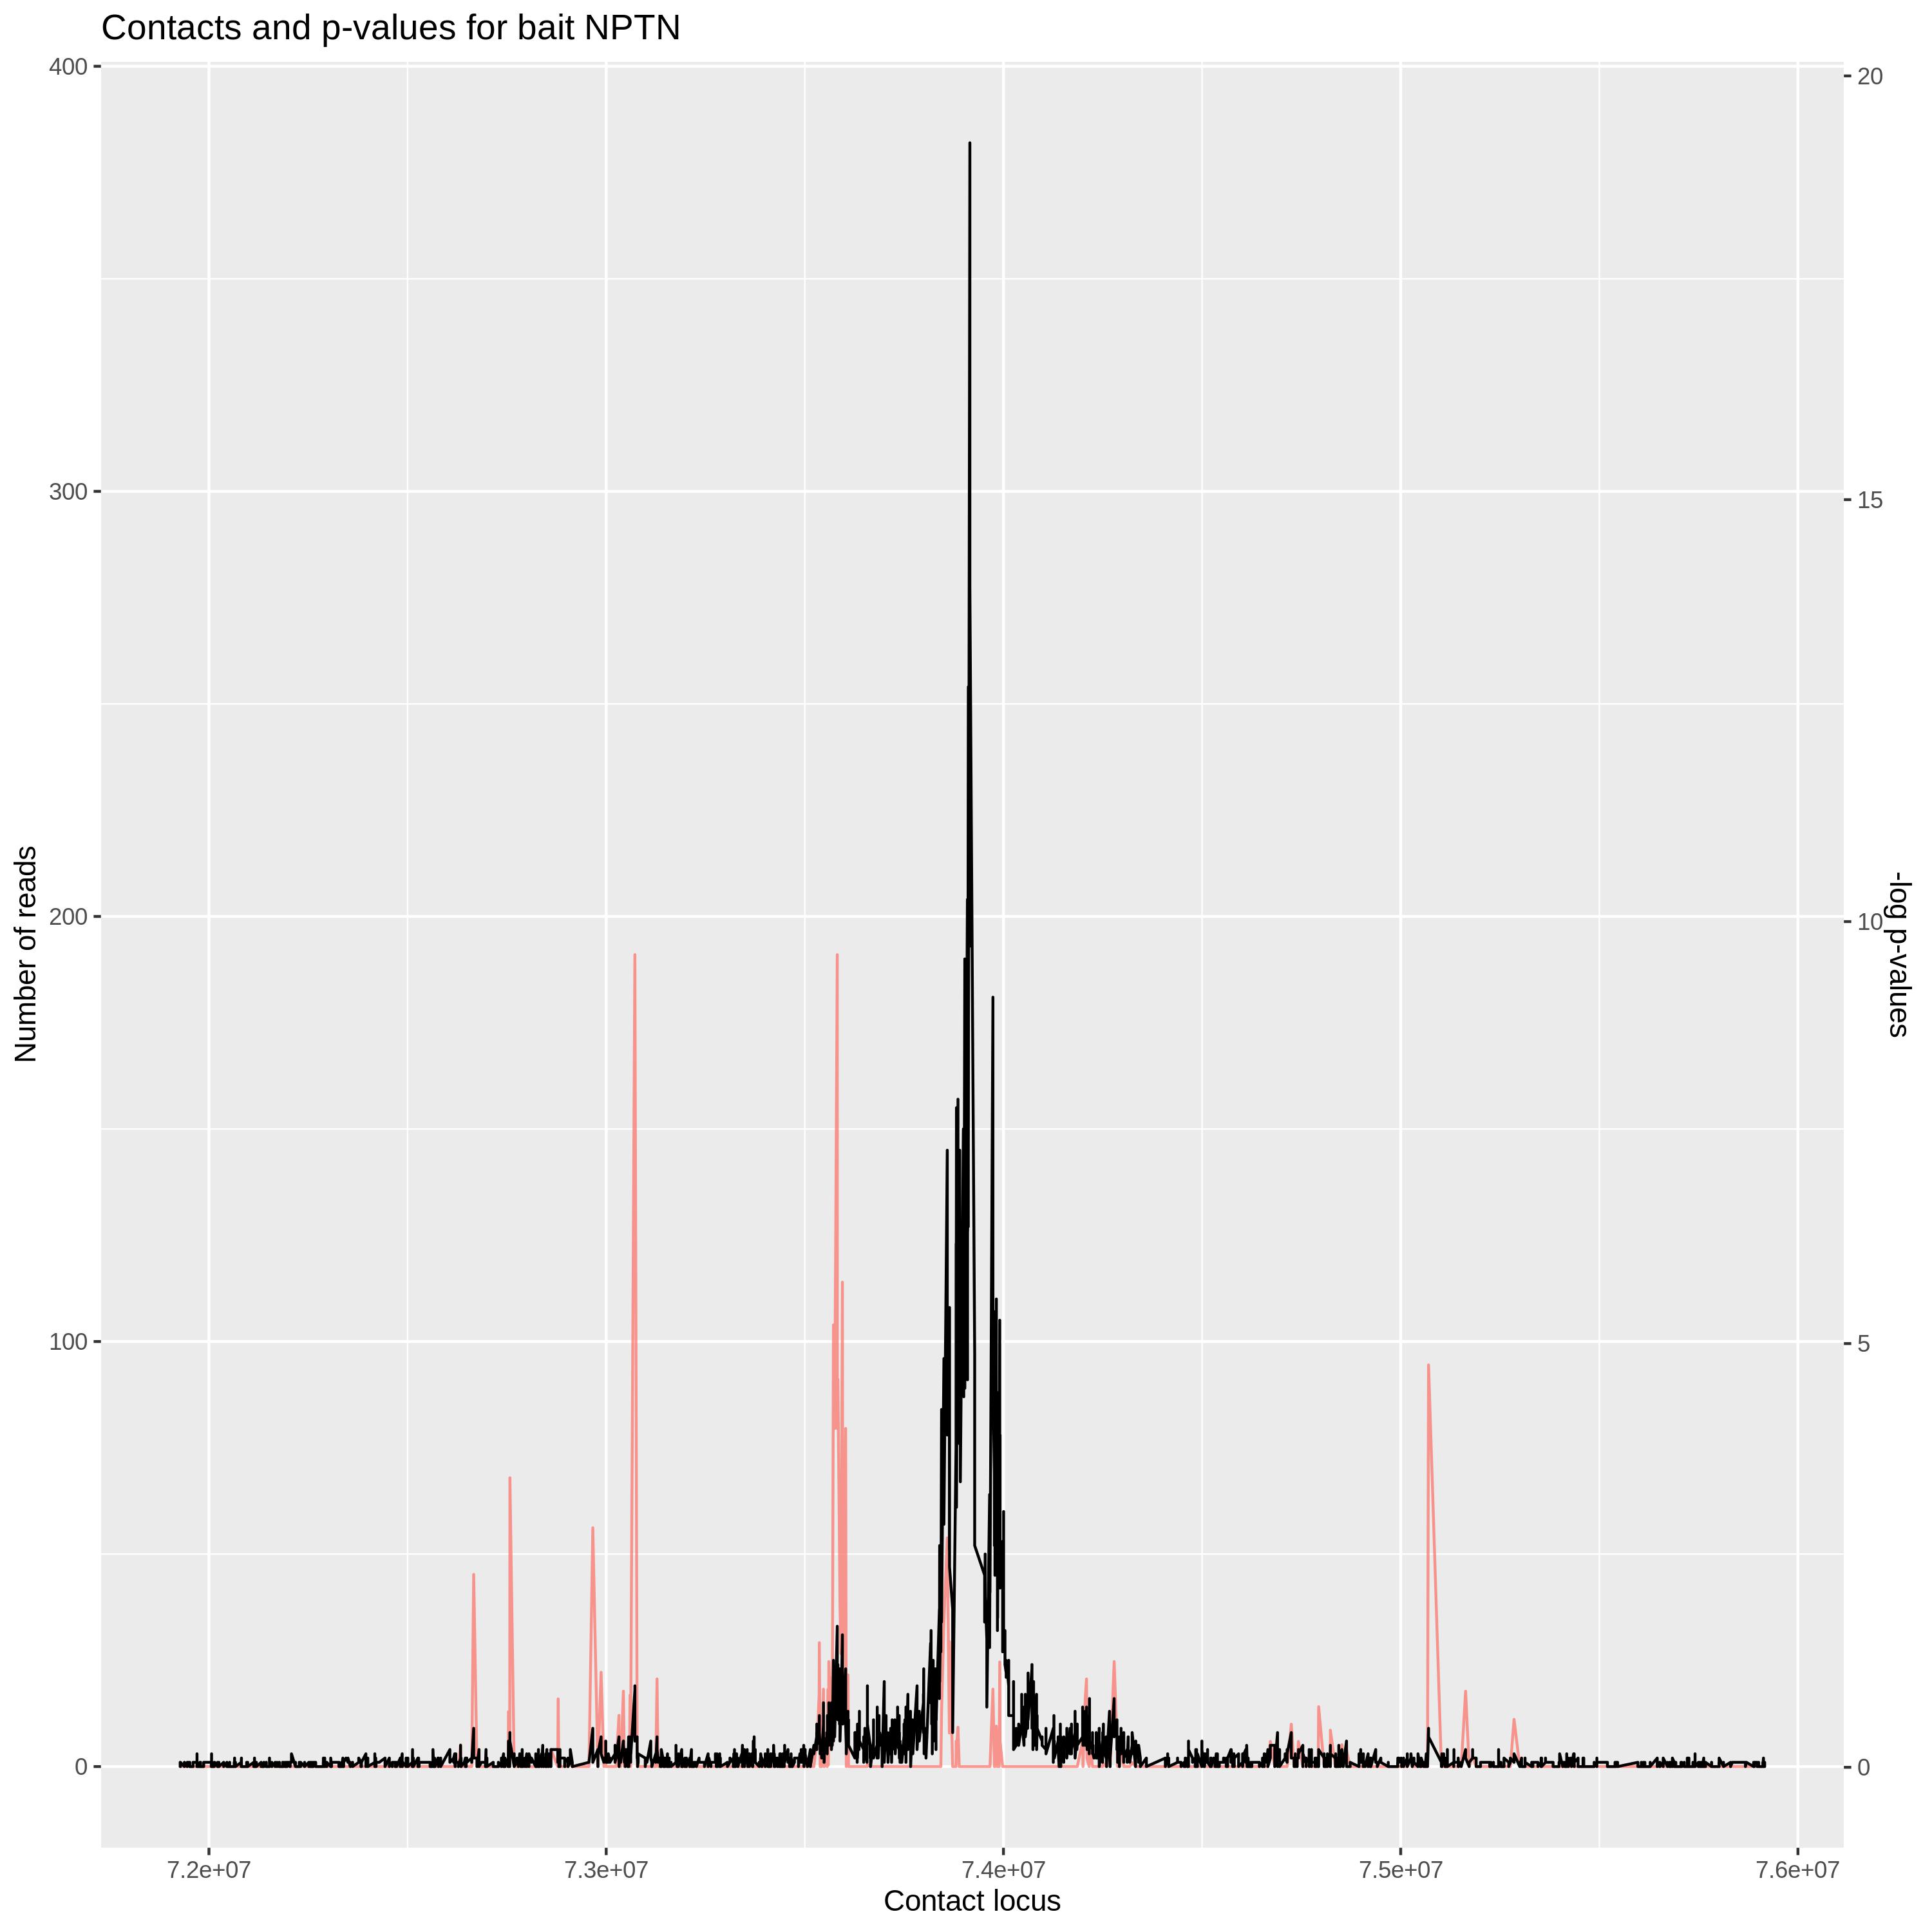 Contacts and p-values for bait NPTN
400
300
200
100
0
Number of reads
20
15
10
5
0
-log p-values
7.2e+07
7.3e+07
7.4e+07
7.5e+07
7.6e+07
Contact locus